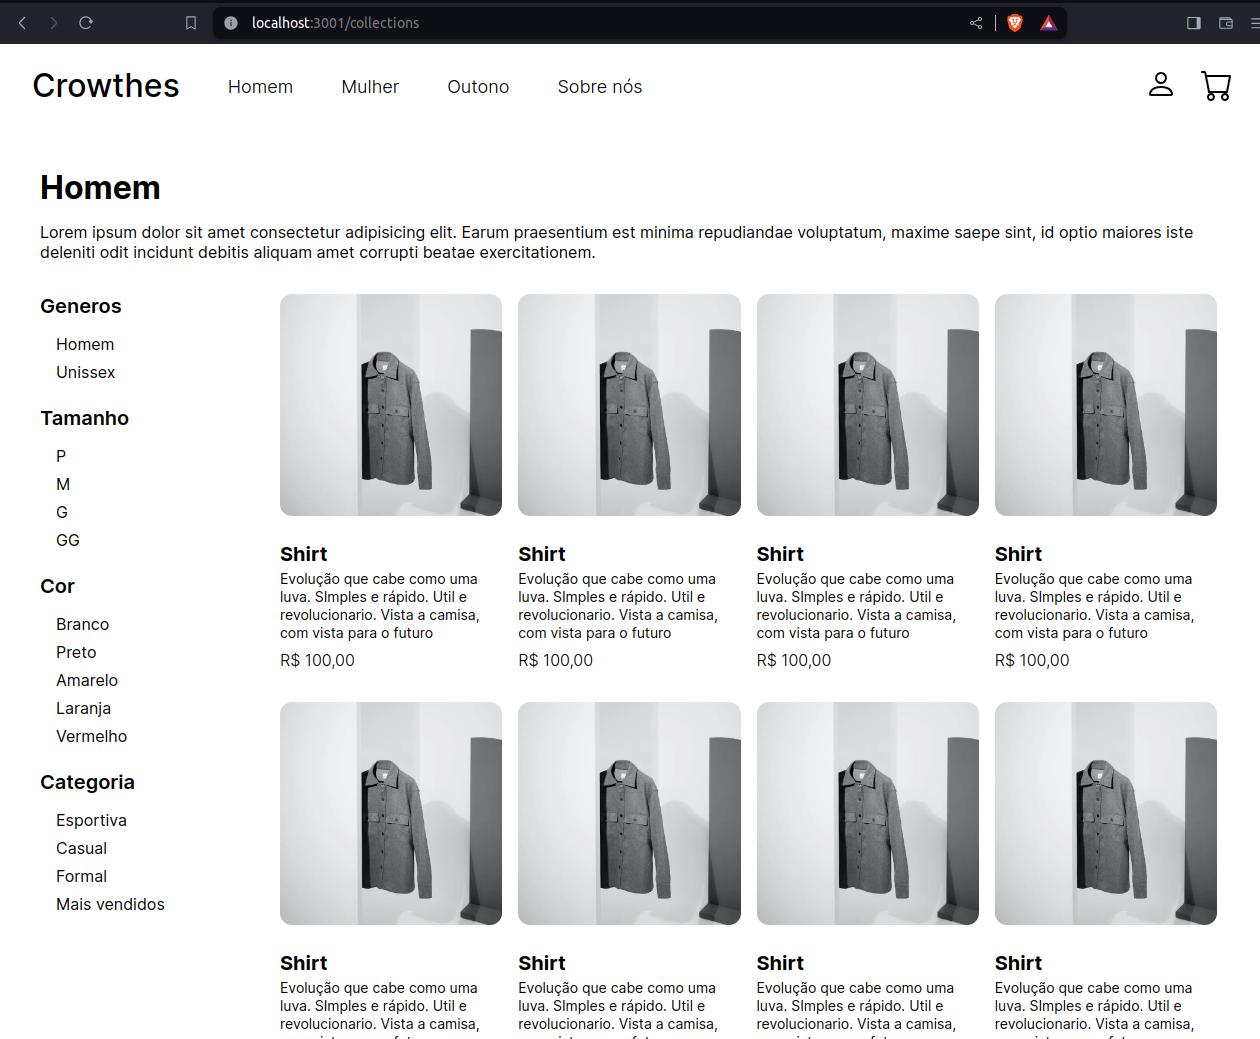 localhost:3001/collections
Crowthes Homem Mulher Outono Sobre nós
Homem
Lorem ipsum dolor sit amet consectetur adipisicing elit. Earum praesentium est minima repudiandae voluptatum, maxime saepe sint, id optio maiores iste
deleniti odit incidunt debitis aliquam amet corrupti beatae exercitationem.
Generos
Homem
Unissex
Tamanho
P
M
G
GG
Cor
Branco
Preto
Amarelo
Laranja
Vermelho
Categoria
Esportiva
Casual
Formal
Mais vendidos
Shirt
Evolução que cabe como uma
luva. SImples e rápido. Util e
revolucionario. Vista a camisa,
com vista para o futuro
R$ 100,00
Shirt
Evolução que cabe como uma
luva. SImples e rápido. Util e
revolucionario. Vista a camisa,
com vista para o futuro
R$ 100,00
Shirt
Evolução que cabe como uma
luva. SImples e rápido. Util e
revolucionario. Vista a camisa,
com vista para o futuro
R$ 100,00
Shirt
Evolução que cabe como uma
luva. SImples e rápido. Util e
revolucionario. Vista a camisa,
com vista para o futuro
R$ 100,00
Shirt
Evolução que cabe como uma
luva. SImples e rápido. Util e
revolucionario. Vista a camisa,
Shirt
Evolução que cabe como uma
luva. SImples e rápido. Util e
revolucionario. Vista a camisa,
Shirt
Evolução que cabe como uma
luva. SImples e rápido. Util e
revolucionario. Vista a camisa,
Shirt
Evolução que cabe como uma
luva. SImples e rápido. Util e
revolucionario. Vista a camisa,